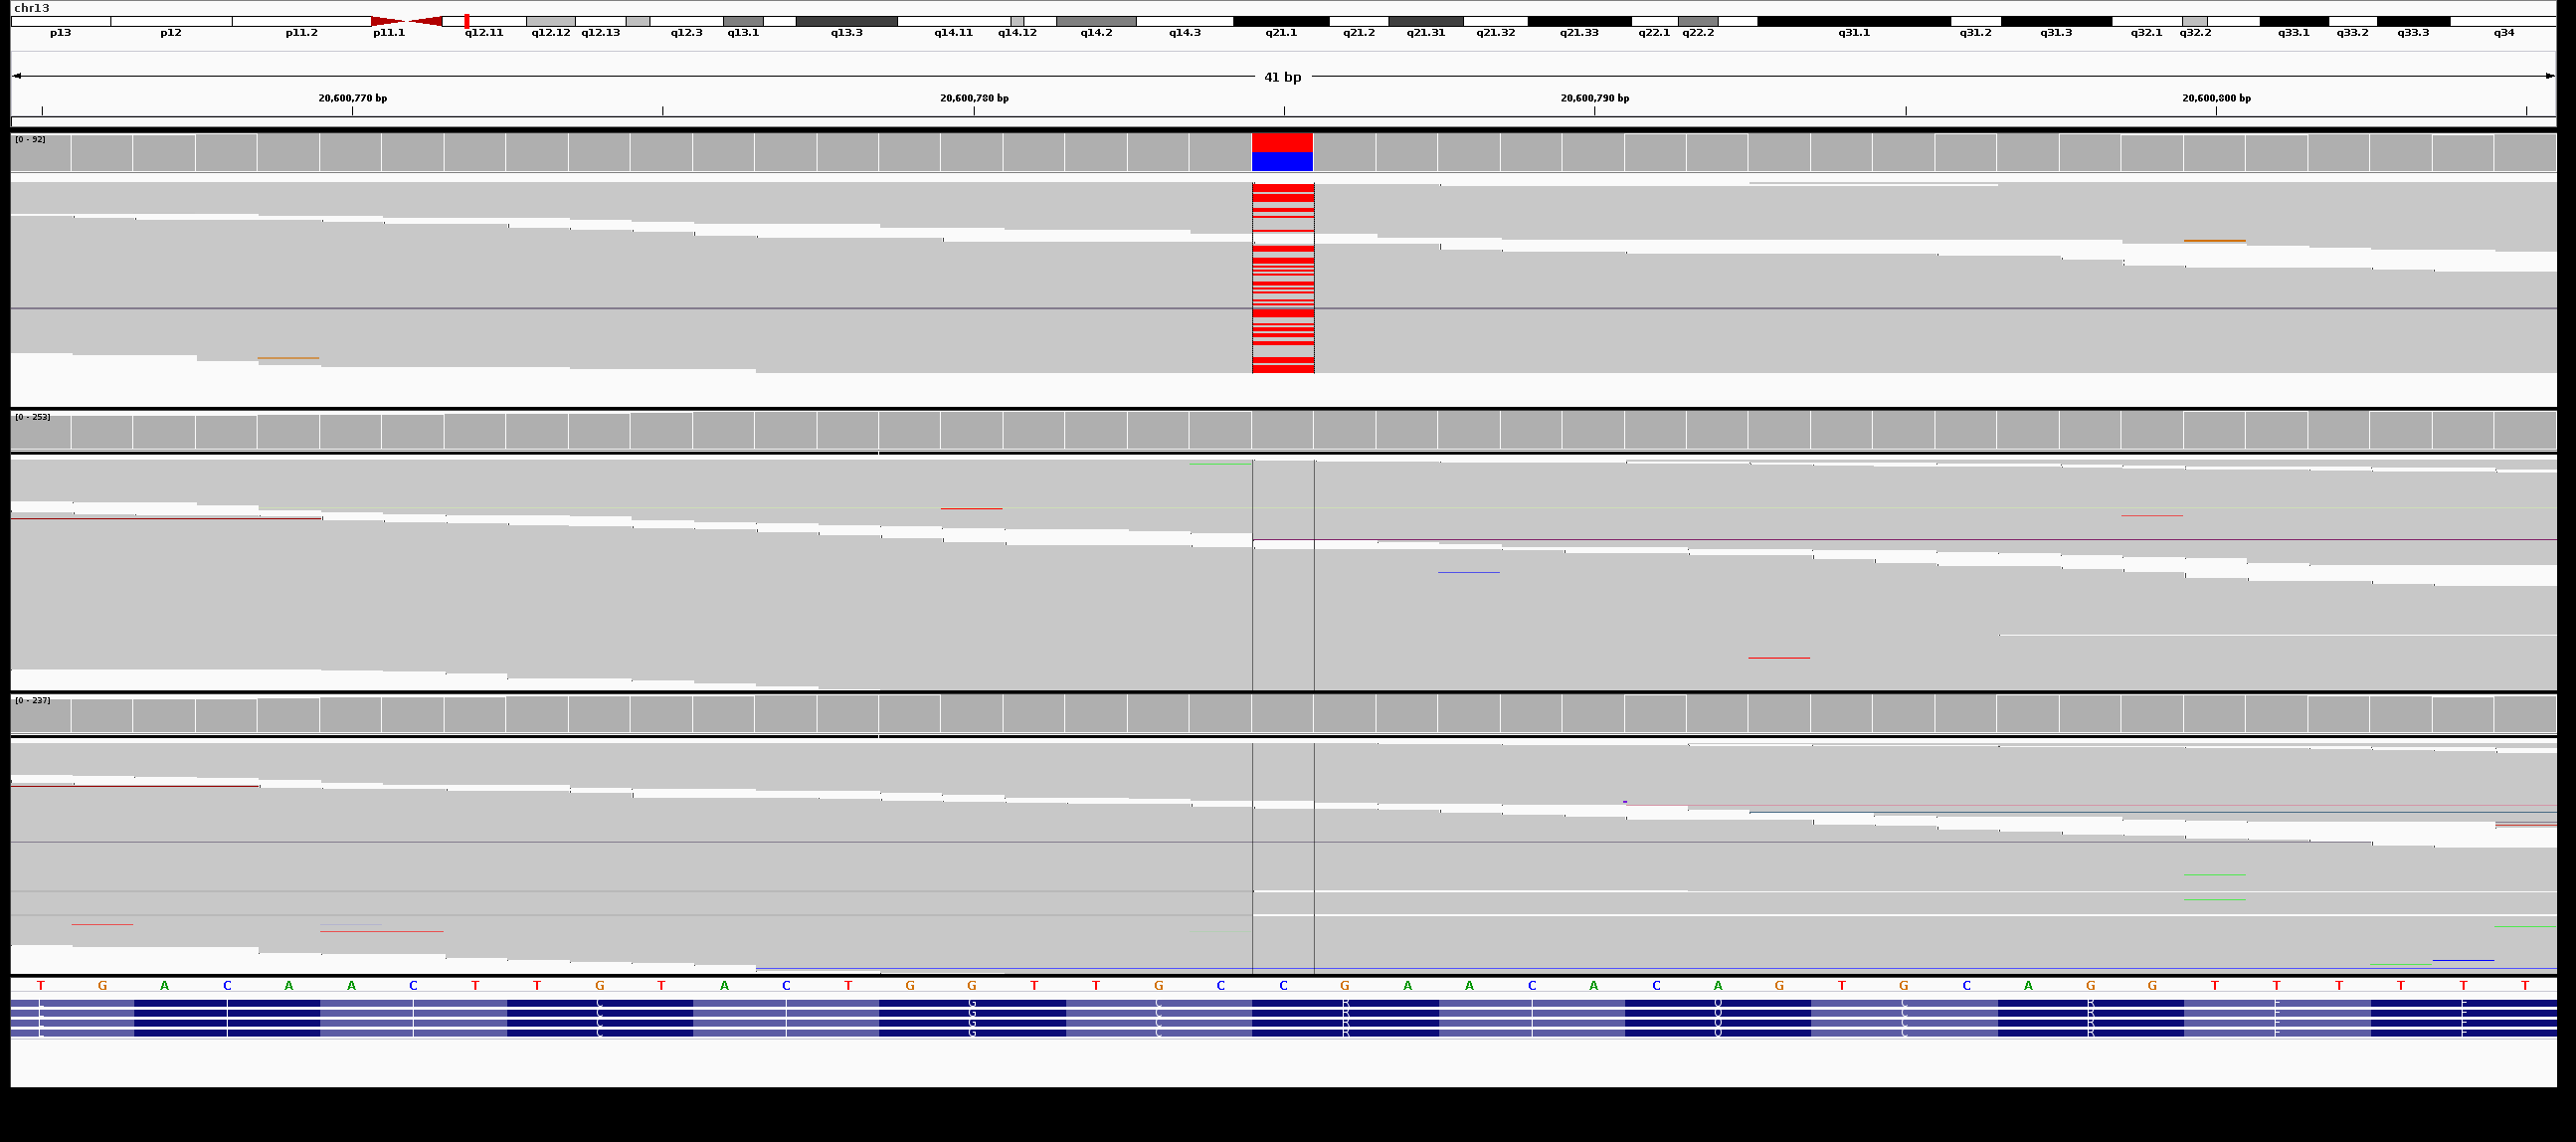 chr13
p13 p12 p11.2 p11.1 q12.11 q12.12 q12.13 q12.3 q13.1 q13.3 q14.11 q14.12 q14.2 q14.3 q21.1 q21.2 q21.31 q21.32 q21.33 q22.1 q22.2 q31.1 q31.2 q31.3 q32.1 q32.2 q33.1 q33.2 q33.3 q34
41 bp
20,600,770 bp 20,600,780 bp 20,600,790 bp 20,600,800 bp
[0 - 92]
[0 - 253]
[0 - 237]
T G A C A A C T T G T A C T G G T T G C C G A A C A C A G T G C A G G T T T T T
L I I C I G C R I Q C R F F
L I I C I G C R I Q C R F F
L I I C I G C R I Q C R F F
L I I C I G C R I Q C R F F